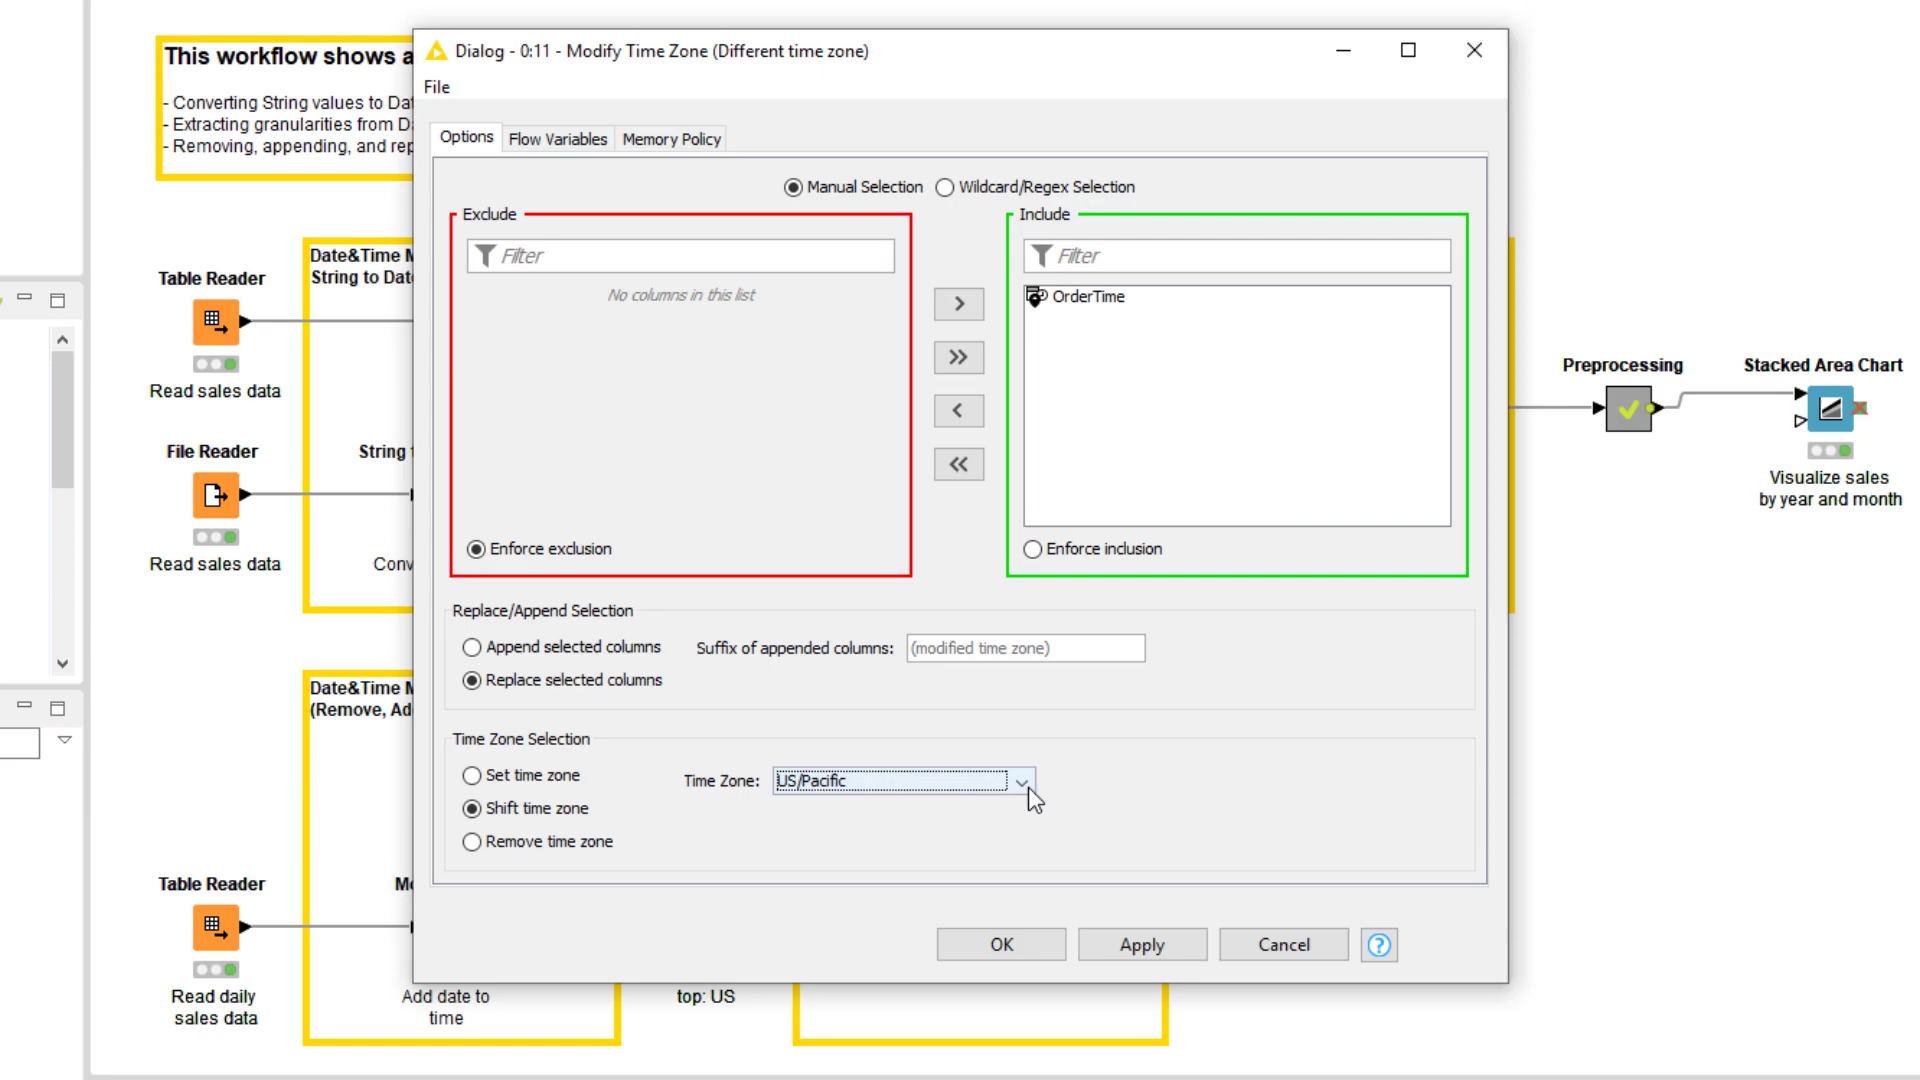 This workflow shows a
- Converting String values to Dat
- Extracting granularities from D
- Removing, appending, and rep
Dialog - 0:11 - Modify Time Zone (Different time zone)
File
Options
Flow Variables
Memory Policy
Manual Selection
Wildcard/Regex Selection
Exclude
Filter
No columns in this list
Enforce exclusion
Include
Filter
OrderTime
Enforce inclusion
Replace/Append Selection
Append selected columns
Suffix of appended columns:
(modified time zone)
Replace selected columns
Time Zone Selection
Set time zone
Time Zone:
US/Pacific
Shift time zone
Remove time zone
OK
Apply
Cancel
Table Reader
Read sales data
File Reader
Read sales data
Date&Time M
String to Dat
String t
Conv
Date&Time M
(Remove, Ad
Table Reader
Read daily
sales data
Mo
Add date to
time
top: US
Preprocessing
Stacked Area Chart
Visualize sales
by year and month